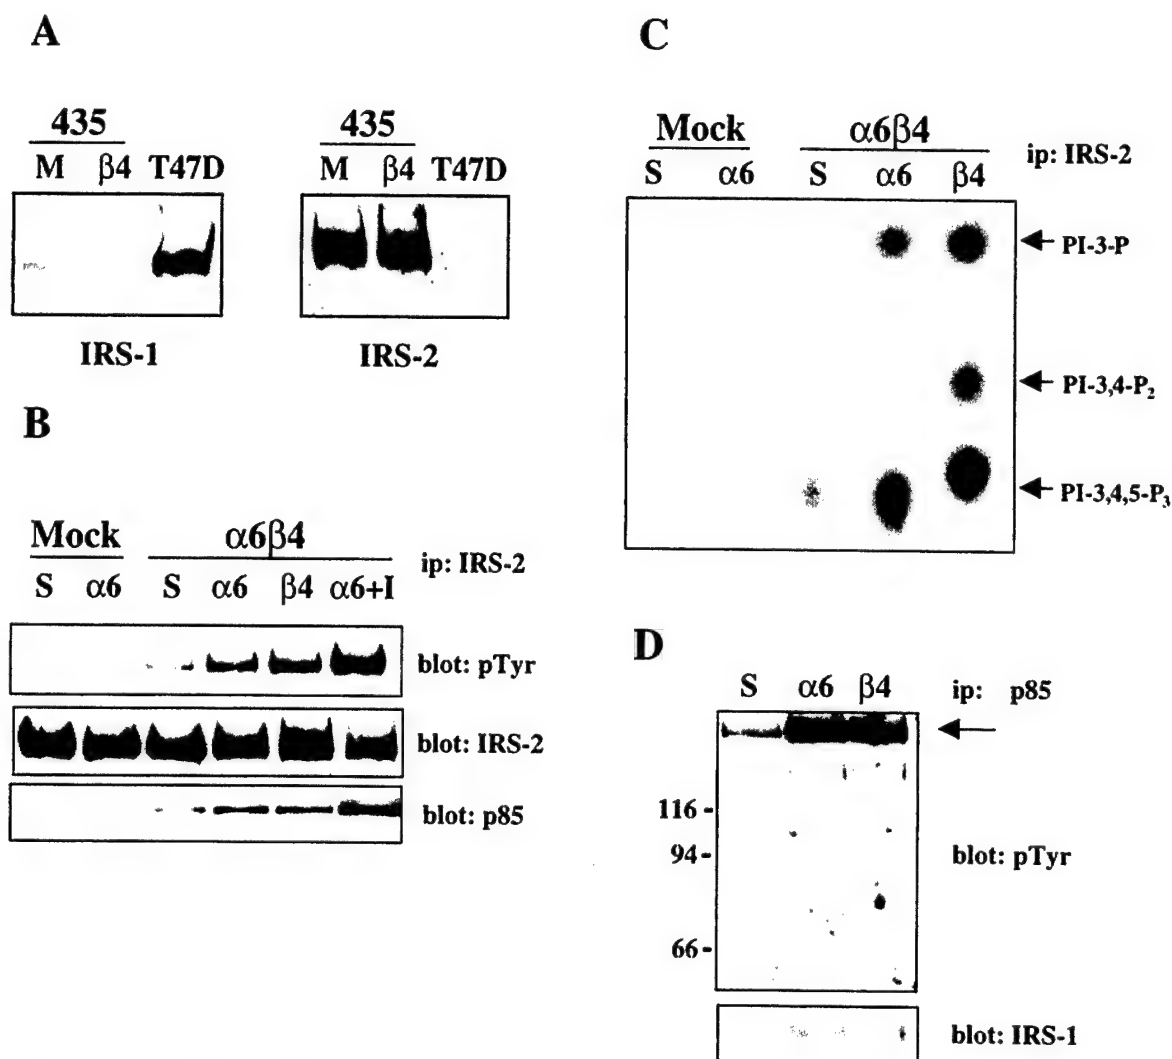 A
435 435
M β4 T47D M β4 T47D
IRS-1 IRS-2
B
Mock α6β4
ip: IRS-2
S α6 S α6 β4 α6+I
blot: pTyr
blot: IRS-2
blot: p85
C
Mock α6β4
ip: IRS-2
S α6 S α6 β4
PI-3-P
PI-3,4-P₂
PI-3,4,5-P₃
D
S α6 β4 ip: p85
116 -
94 -
blot: pTyr
66 -
blot: IRS-1